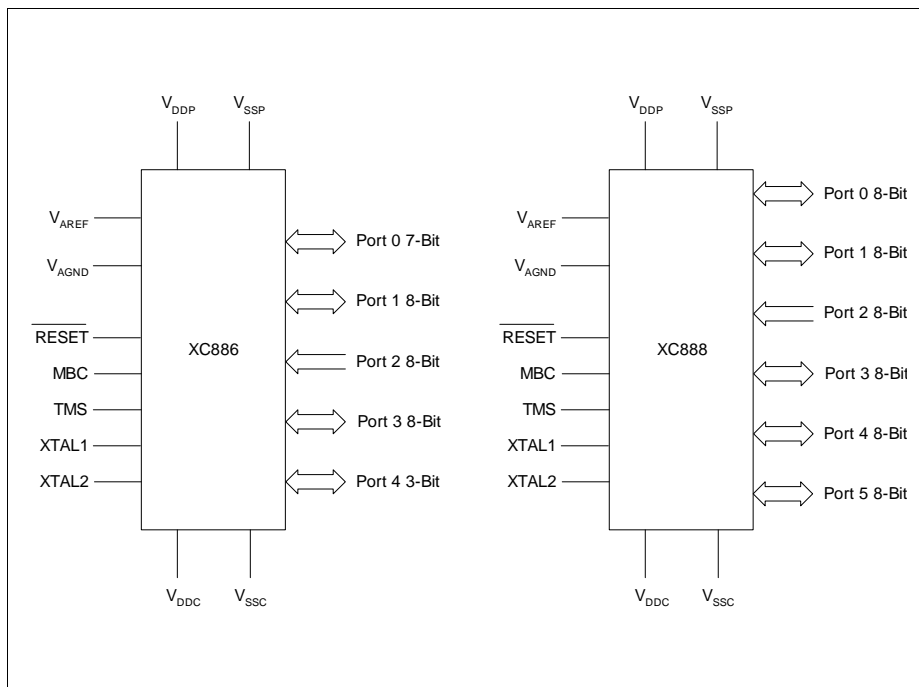 VDDP
VSSP
VAREF
VAGND
RESET
MBC
TMS
XTAL1
XTAL2
XC886
Port 0 7-Bit
Port 1 8-Bit
Port 2 8-Bit
Port 3 8-Bit
Port 4 3-Bit
VDDC
VSSC
VDDP
VSSP
VAREF
VAGND
RESET
MBC
TMS
XTAL1
XTAL2
XC888
Port 0 8-Bit
Port 1 8-Bit
Port 2 8-Bit
Port 3 8-Bit
Port 4 8-Bit
Port 5 8-Bit
VDDC
VSSC